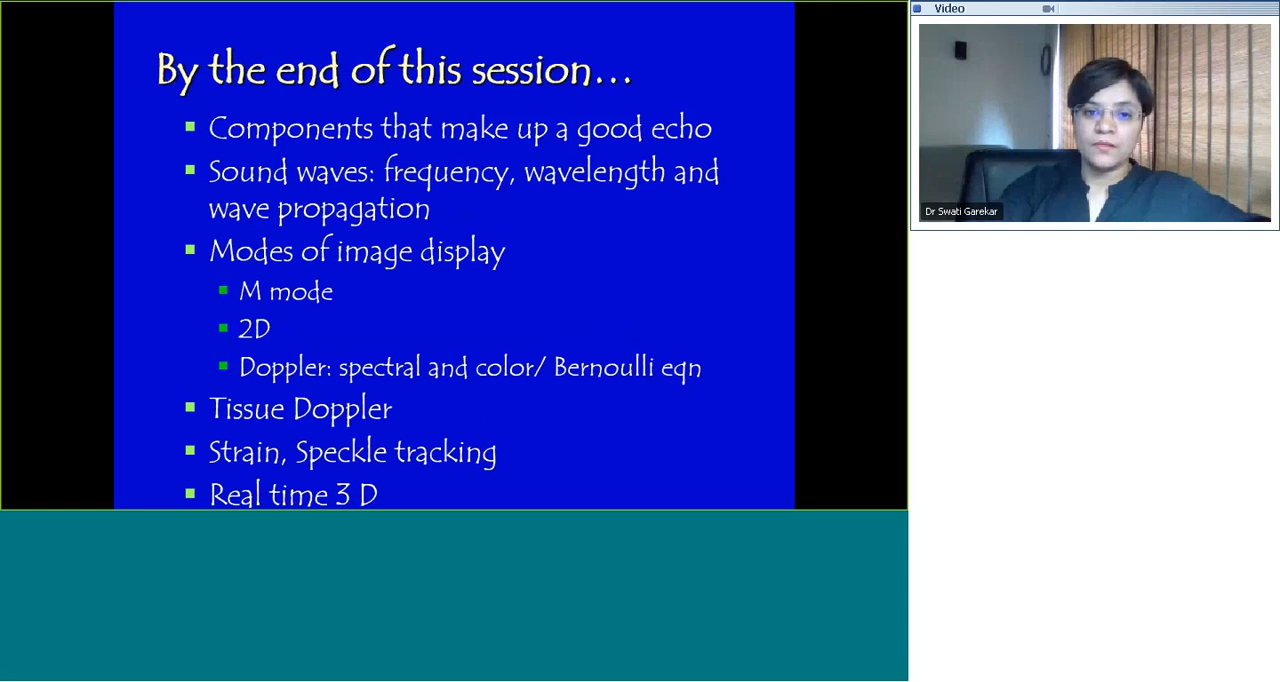 By the end of this session...
Components that make up a good echo
Sound waves: frequency, wavelength and
wave propagation
Modes of image display
M mode
2D
Doppler: spectral and color/ Bernoulli eqn
Tissue Doppler
Strain, Speckle tracking
Real time 3 D
Video
Dr Swati Garekar